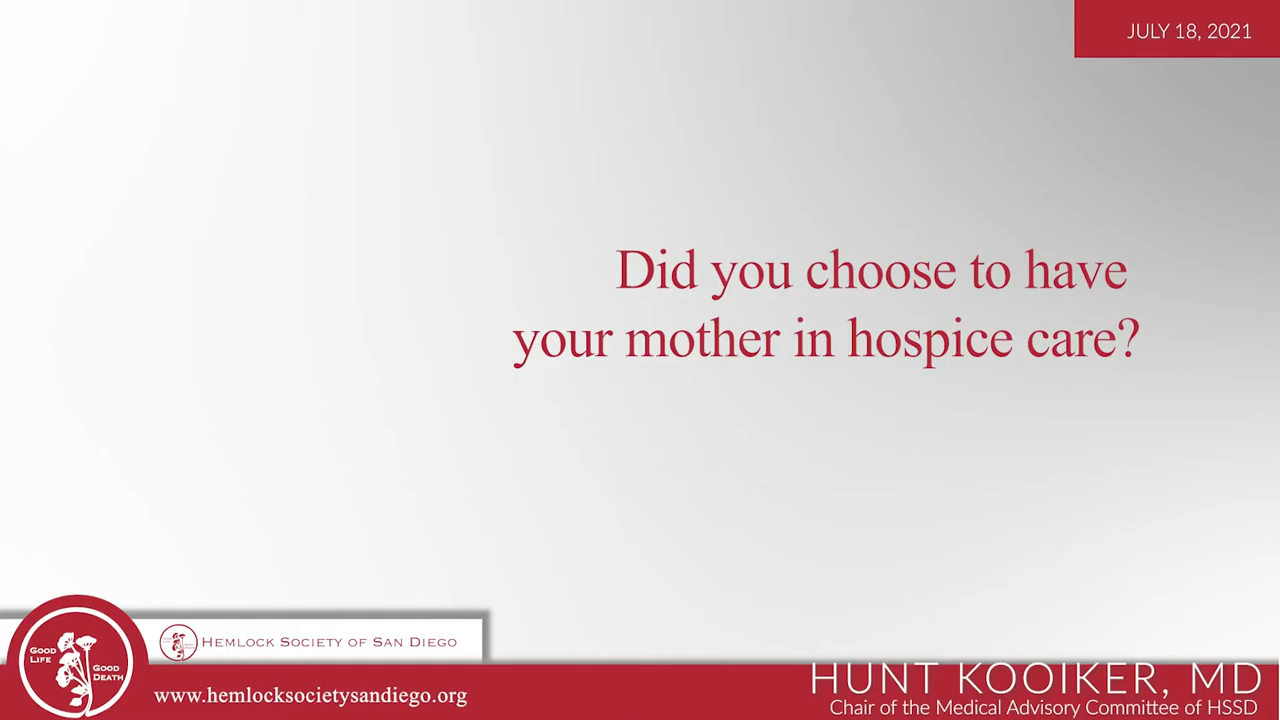 JULY 18, 2021
Did you choose to have
your mother in hospice care?
GOOD
LIFE
GOOD
DEATH
HEMLOCK SOCIETY OF SAN DIEGO
www.hemlocksocietysandiego.org
HUNT KOOIKER, MD
Chair of the Medical Advisory Committee of HSSD